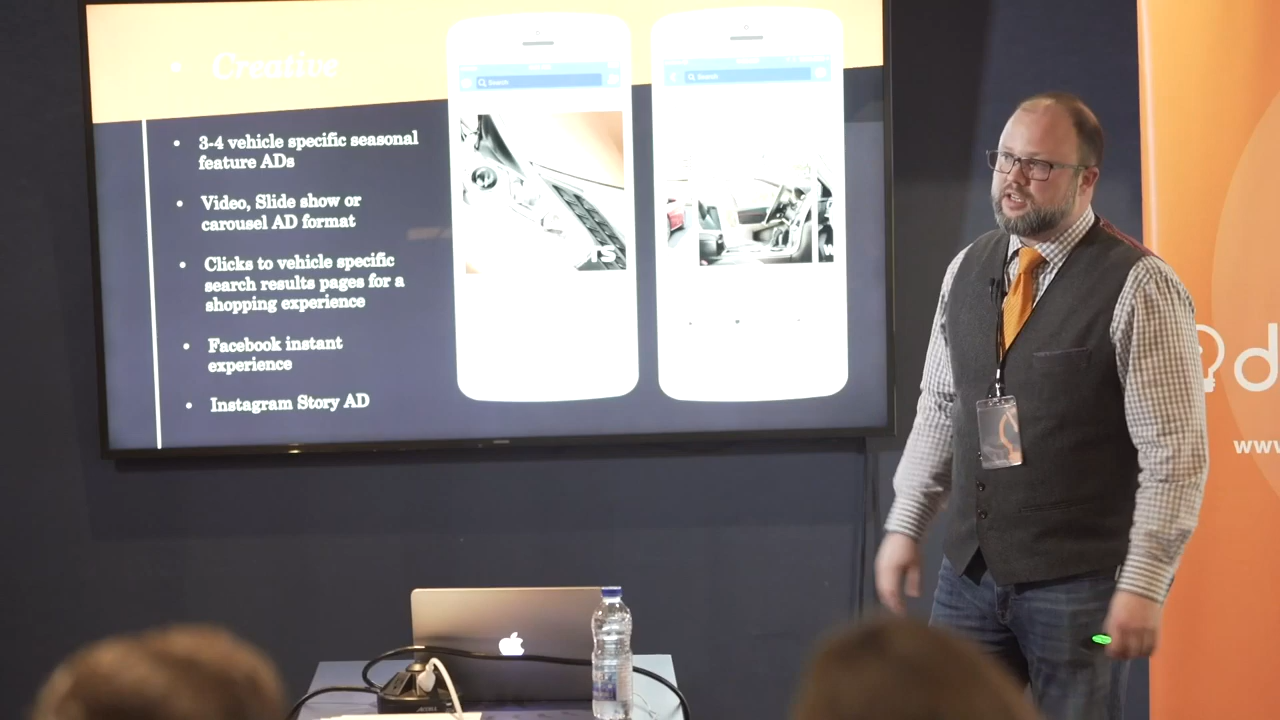 Creative
3-4 vehicle specific seasonal
feature ADs
Video, Slide show or
carousel AD format
Clicks to vehicle specific
search results pages for a
shopping experience
Facebook instant
experience
Instagram Story AD
Search
Search
TS
d
www